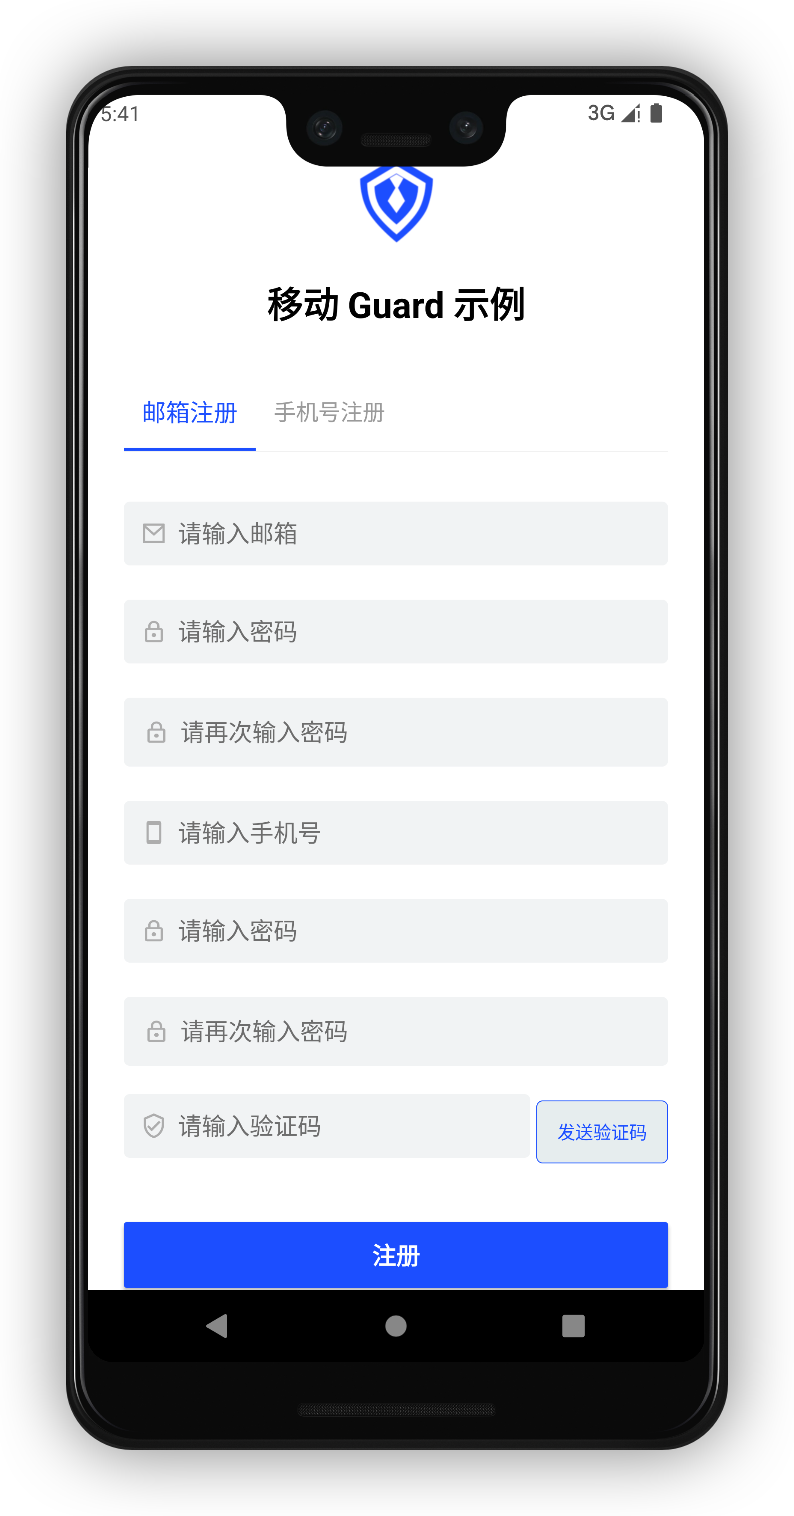 5:41
3G
移动 Guard 示例
邮箱注册 手机号注册
请输入邮箱
请输入密码
请再次输入密码
请输入手机号
请输入密码
请再次输入密码
请输入验证码 发送验证码
注册